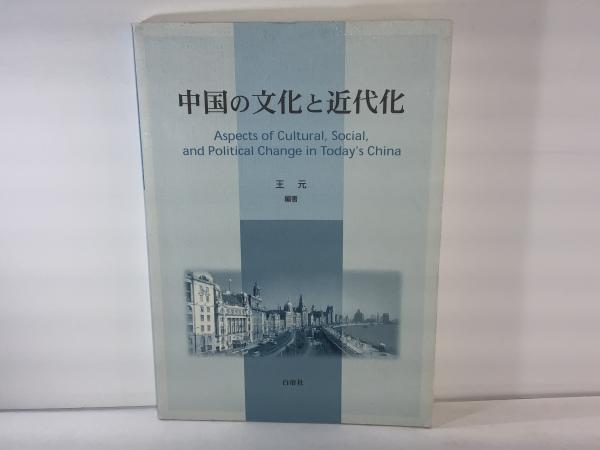 中国の文化と近代化
Aspects of Cultural, Social,
and Political Change in Today's China
王 元
編著
白帝社